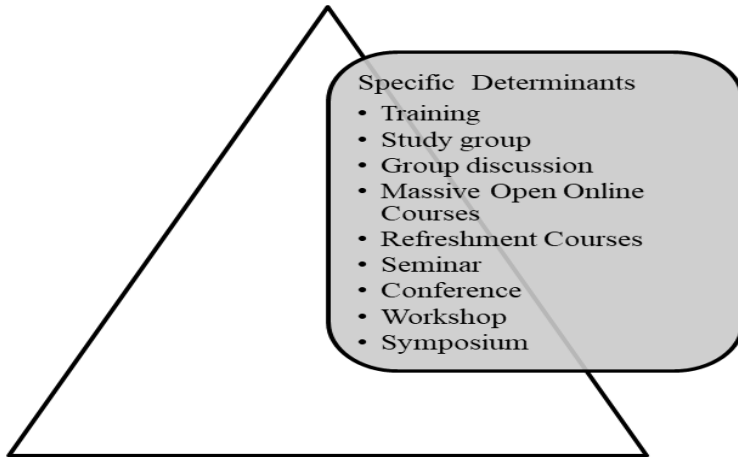 Specific Determinants
• Training
• Study group
• Group discussion
• Massive Open Online
Courses
• Refreshment Courses
• Seminar
• Conference
• Workshop
• Symposium